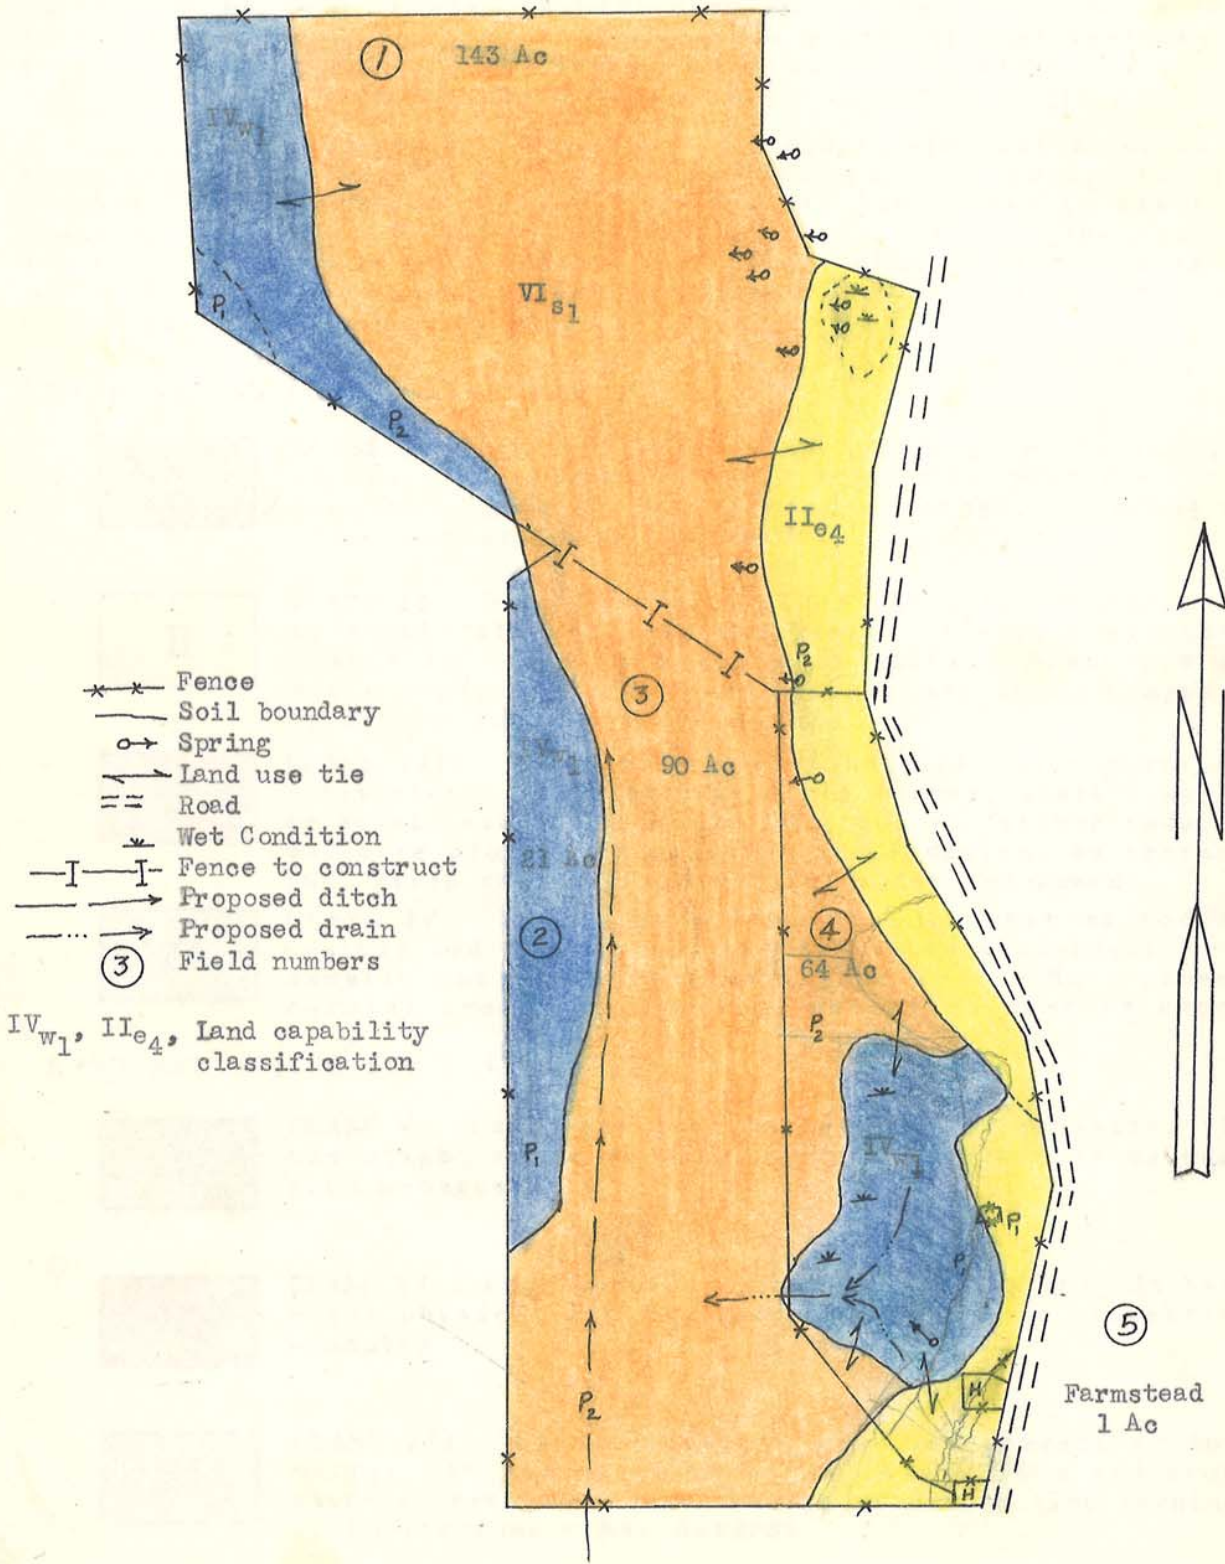 ① 143 Ac
IVw1
VIs1
P1
P2
IIe4
P2
③
90 Ac
IVw1
21 Ac
②
④
64 Ac
P2
IVw1
P1
P1
P
⑤
Farmstead
1 Ac
H
H
P2
N
Fence
Soil boundary
Spring
Land use tie
Road
Wet Condition
Fence to construct
Proposed ditch
Proposed drain
③ Field numbers
IVw1, IIe4, Land capability
classification